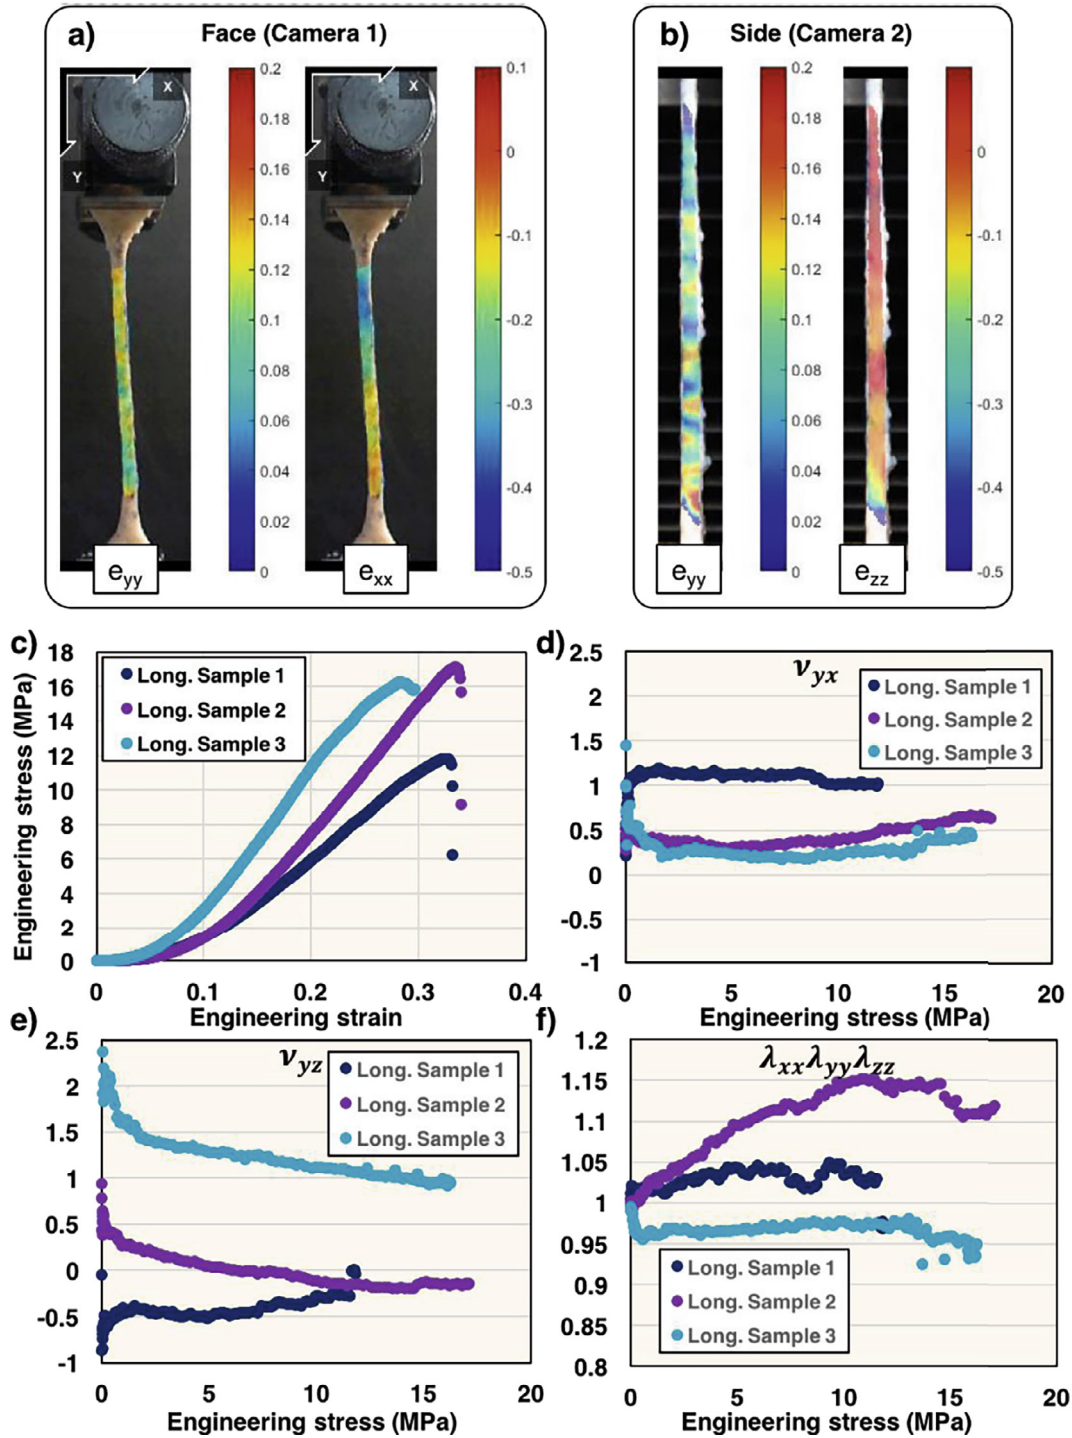 a) Face (Camera 1)
X
Y
0.2
0.18
0.16
0.14
0.12
0.1
0.08
0.06
0.04
0.02
0
e_yy
X
Y
0.1
0
-0.1
-0.2
-0.3
-0.4
-0.5
e_xx
b) Side (Camera 2)
0.2
0.18
0.16
0.14
0.12
0.1
0.08
0.06
0.04
0.02
0
e_yy
0
-0.1
-0.2
-0.3
-0.4
-0.5
e_zz
c)
Engineering stress (MPa)
18
16
14
12
10
8
6
4
2
0
Long. Sample 1
Long. Sample 2
Long. Sample 3
0 0.1 0.2 0.3 0.4
Engineering strain
d)
2.5
2
1.5
1
0.5
0
-0.5
-1
ν_yx
Long. Sample 1
Long. Sample 2
Long. Sample 3
0 5 10 15 20
Engineering stress (MPa)
e)
2.5
2
1.5
1
0.5
0
-0.5
-1
ν_yz
Long. Sample 1
Long. Sample 2
Long. Sample 3
0 5 10 15 20
Engineering stress (MPa)
f)
1.2
1.15
1.1
1.05
1
0.95
0.9
0.85
0.8
λ_xxλ_yyλ_zz
Long. Sample 1
Long. Sample 2
Long. Sample 3
0 5 10 15 20
Engineering stress (MPa)